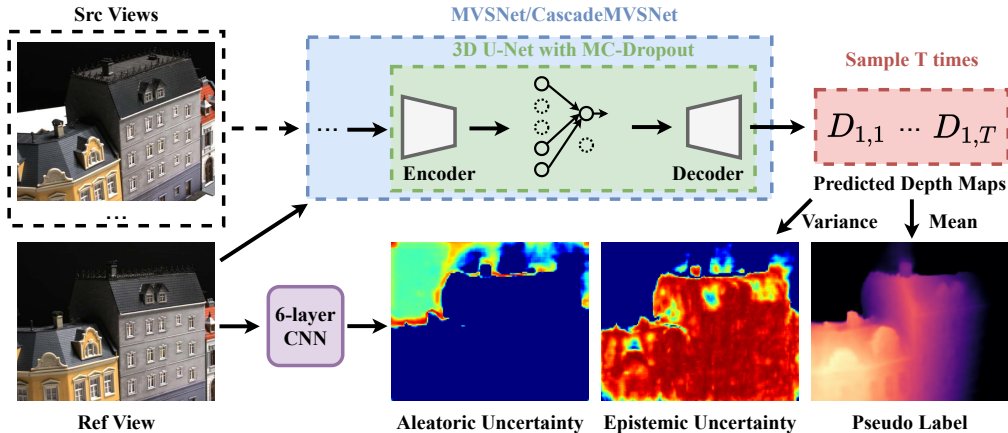 Src Views
MVSNet/CascadeMVSNet
3D U-Net with MC-Dropout
Sample T times
...
Encoder
Decoder
D1,1 ... D1,T
Predicted Depth Maps
...
Variance
Mean
6-layer
CNN
Ref View
Aleatoric Uncertainty
Epistemic Uncertainty
Pseudo Label